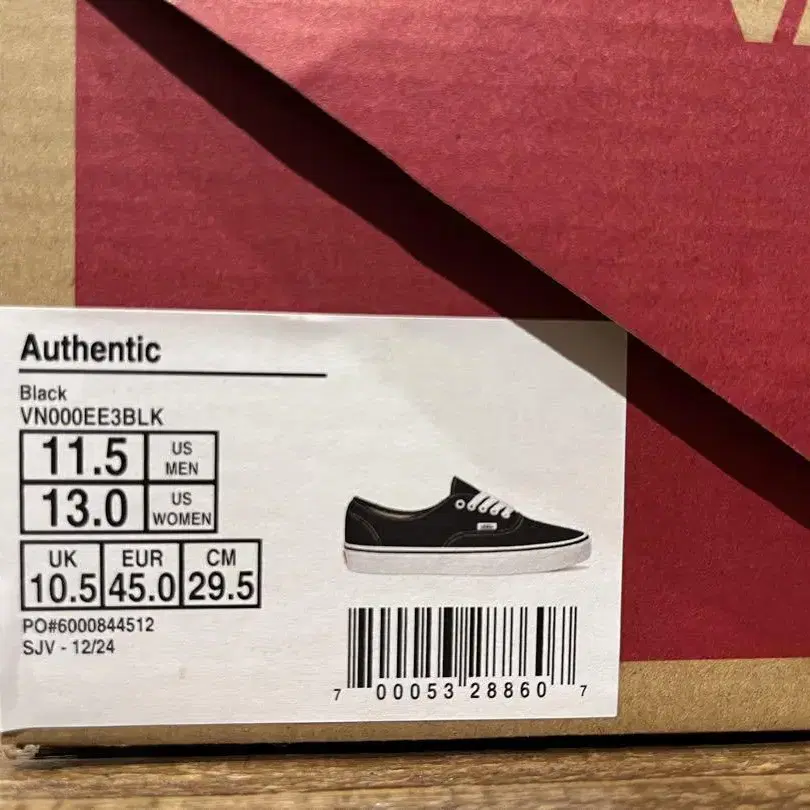 Authentic
Black
VN000EE3BLK
11.5 US MEN
13.0 US WOMEN
UK EUR CM
10.5 45.0 29.5
PO#6000844512
SJV - 12/24
7 00053 28860 7